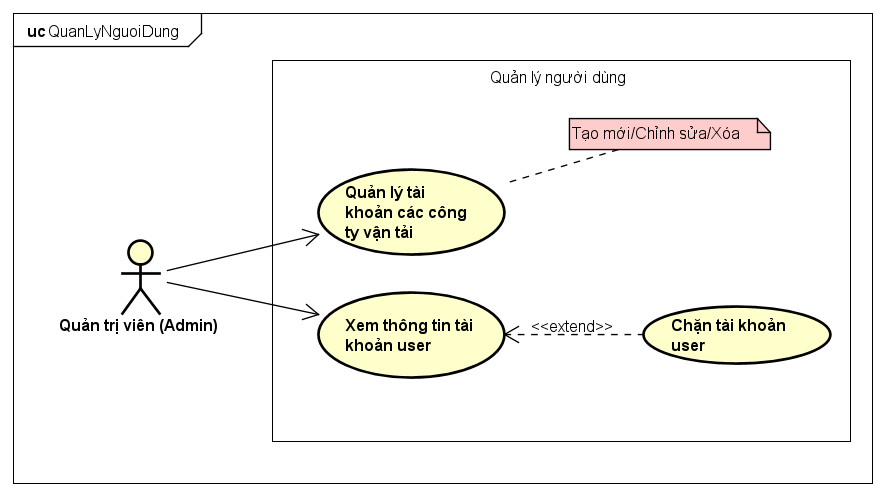 uc QuanLyNguoiDung
Quản lý người dùng
Tạo mới/Chỉnh sửa/Xóa
Quản lý tài
khoản các công
ty vận tải
Quản trị viên (Admin)
Xem thông tin tài
khoản user
<<extend>>
Chặn tài khoản
user